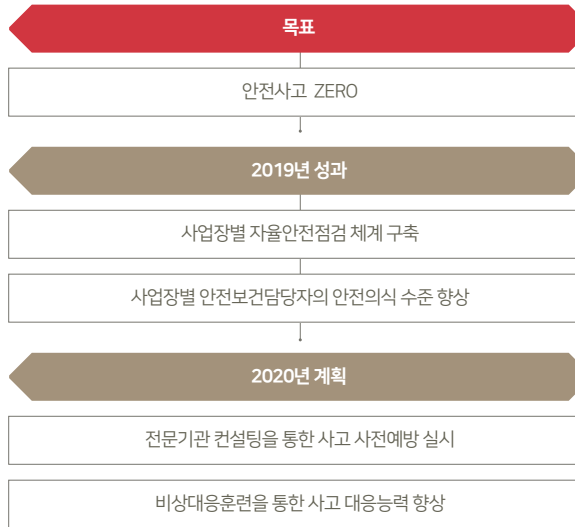 목표
안전사고 ZERO
2019년 성과
사업장별 자율안전점검 체계 구축
사업장별 안전보건담당자의 안전의식 수준 향상
2020년 계획
전문기관 컨설팅을 통한 사고 사전예방 실시
비상대응훈련을 통한 사고 대응능력 향상